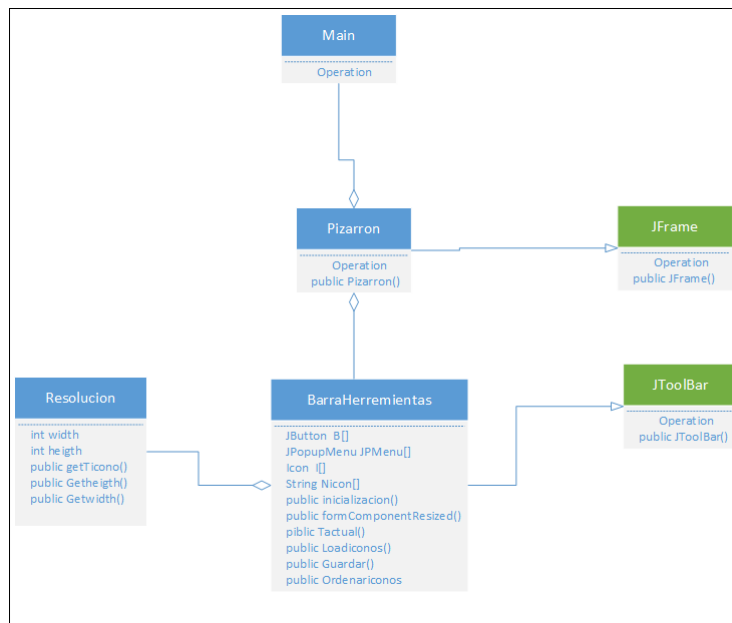 Main
Operation
Pizarron
Operation
public Pizarron()
JFrame
Operation
public JFrame()
Resolucion
int width
int heigth
public getTicono()
public Getheigth()
public Getwidth()
BarraHerremientas
JButton B[]
JPopupMenu JPMenu[]
Icon I[]
String Nicon[]
public inicializacion()
public formComponentResized()
piblic Tactual()
public Loadiconos()
public Guardar()
public Ordenariconos
JToolBar
Operation
public JToolBar()